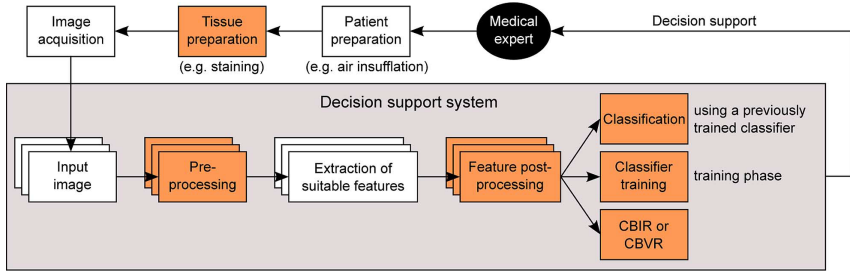 Image
acquisition
Tissue
preparation
(e.g. staining)
Patient
preparation
(e.g. air insufflation)
Medical
expert
Decision support
Decision support system
Input
image
Pre-
processing
Extraction of
suitable features
Feature post-
processing
Classification
using a previously
trained classifier
Classifier
training
training phase
CBIR or
CBVR